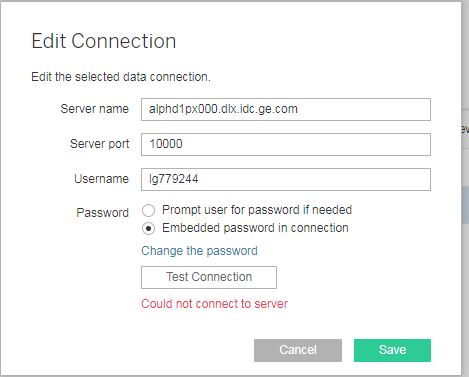 Edit Connection
Edit the selected data connection.
Server name alphd1px000.dlx.idc.ge.com
Server port 10000
Username lg779244
Password Prompt user for password if needed
Embedded password in connection
Change the password
Test Connection
Could not connect to server
Cancel Save